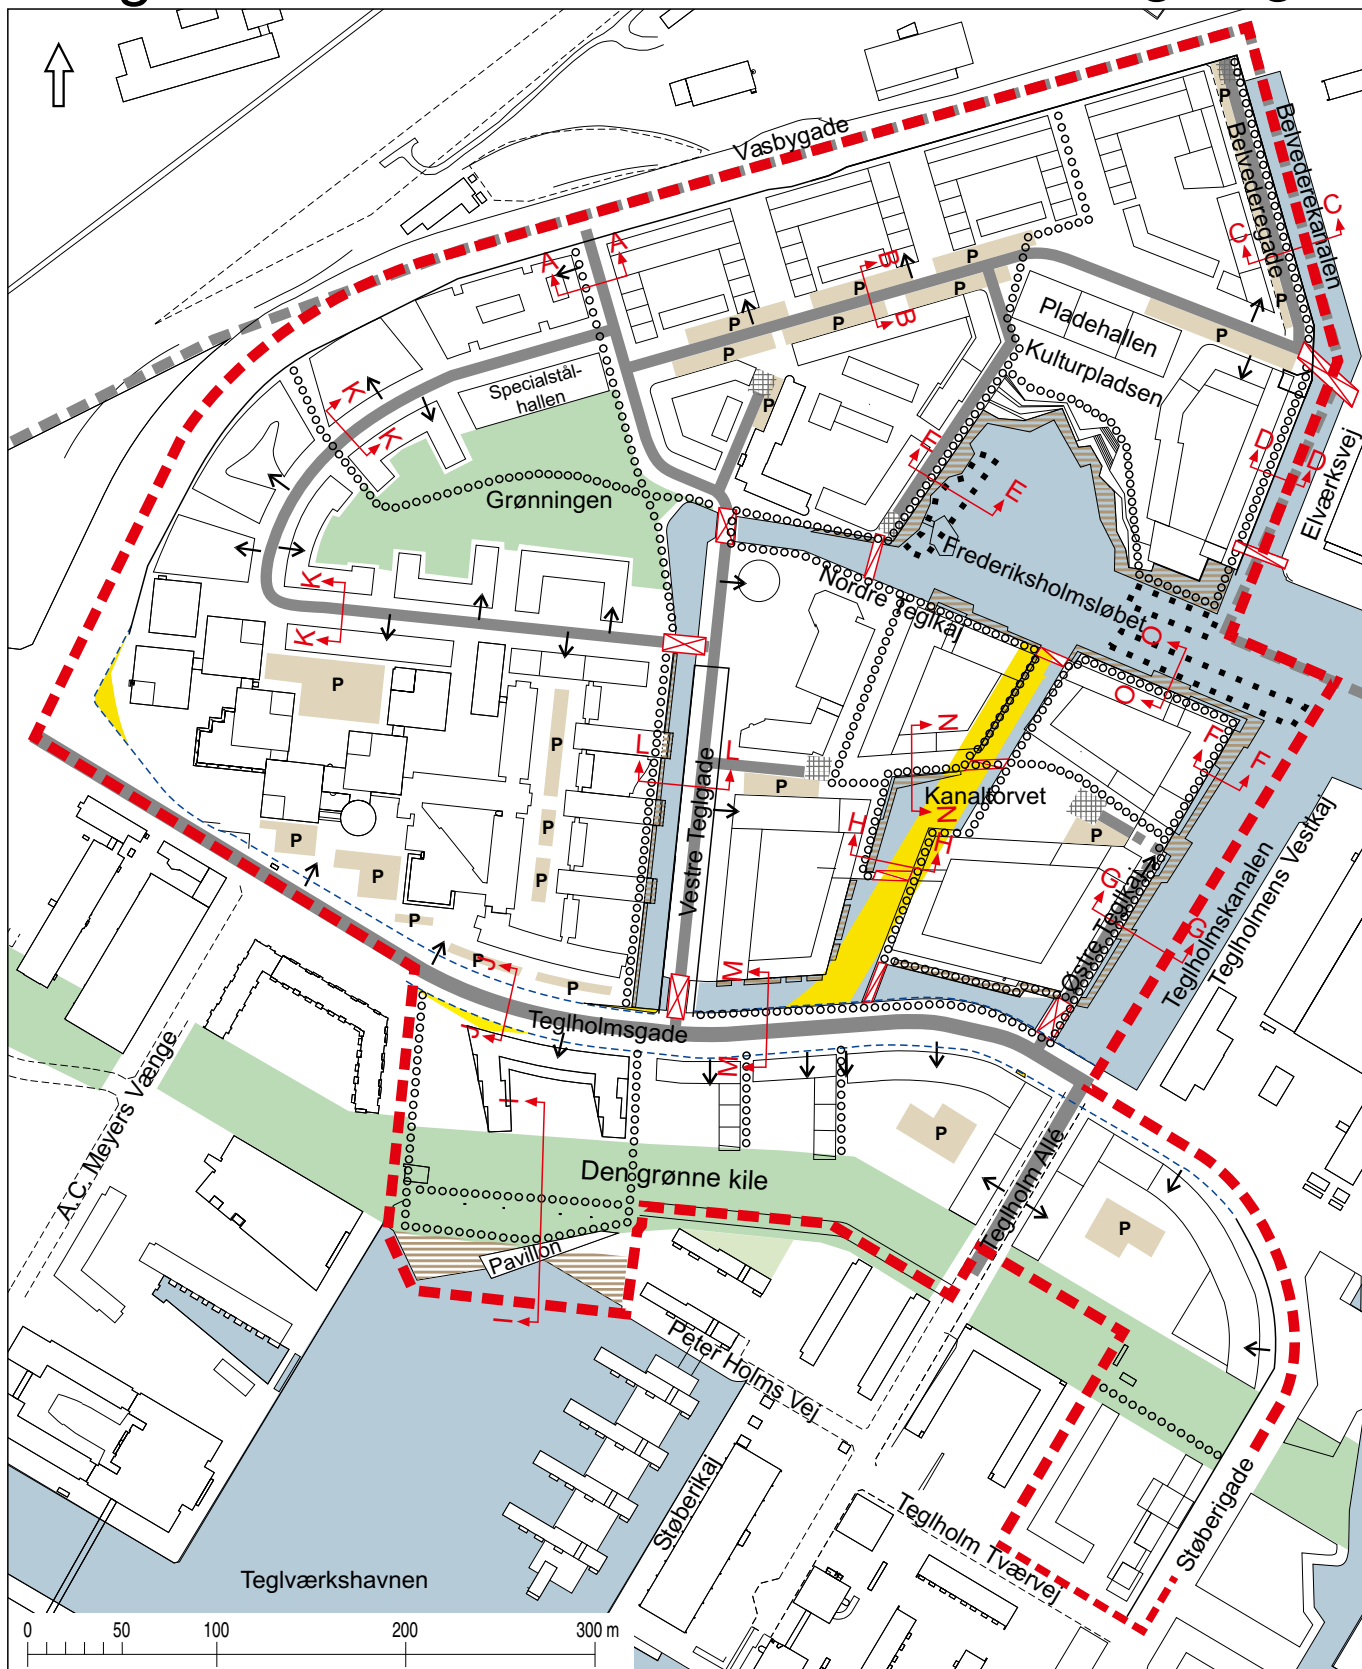 Vasbygade
Belvederekanalen
Belvederegade
P
C
C
A
A
B
B
P
P
P
P
P
P
P
P
Pladehallen
Kulturpladsen
Specialstål-
hallen
K
K
P
E
E
D
D
Elværksvej
Grønningen
Frederiksholmsløbet
Nordre Teglkaj
K
K
O
O
P
P
N
L
L
F
F
P
Kanaltorvet
N
H
H
P
P
P
P
P
Vestre Teglgade
G
G
Østre Teglkaj
Teglholmskanalen
Teglholmens Vestkaj
P
P
P
J
J
M
M
Teglholmsgade
A.C. Meyers Vænge
I
I
P
Den grønne kile
Teglholm Allé
P
Pavillon
Peter Holms Vej
Støberikaj
Teglholm Tværvej
Støberigade
Teglværkshavnen
0 50 100 200 300 m